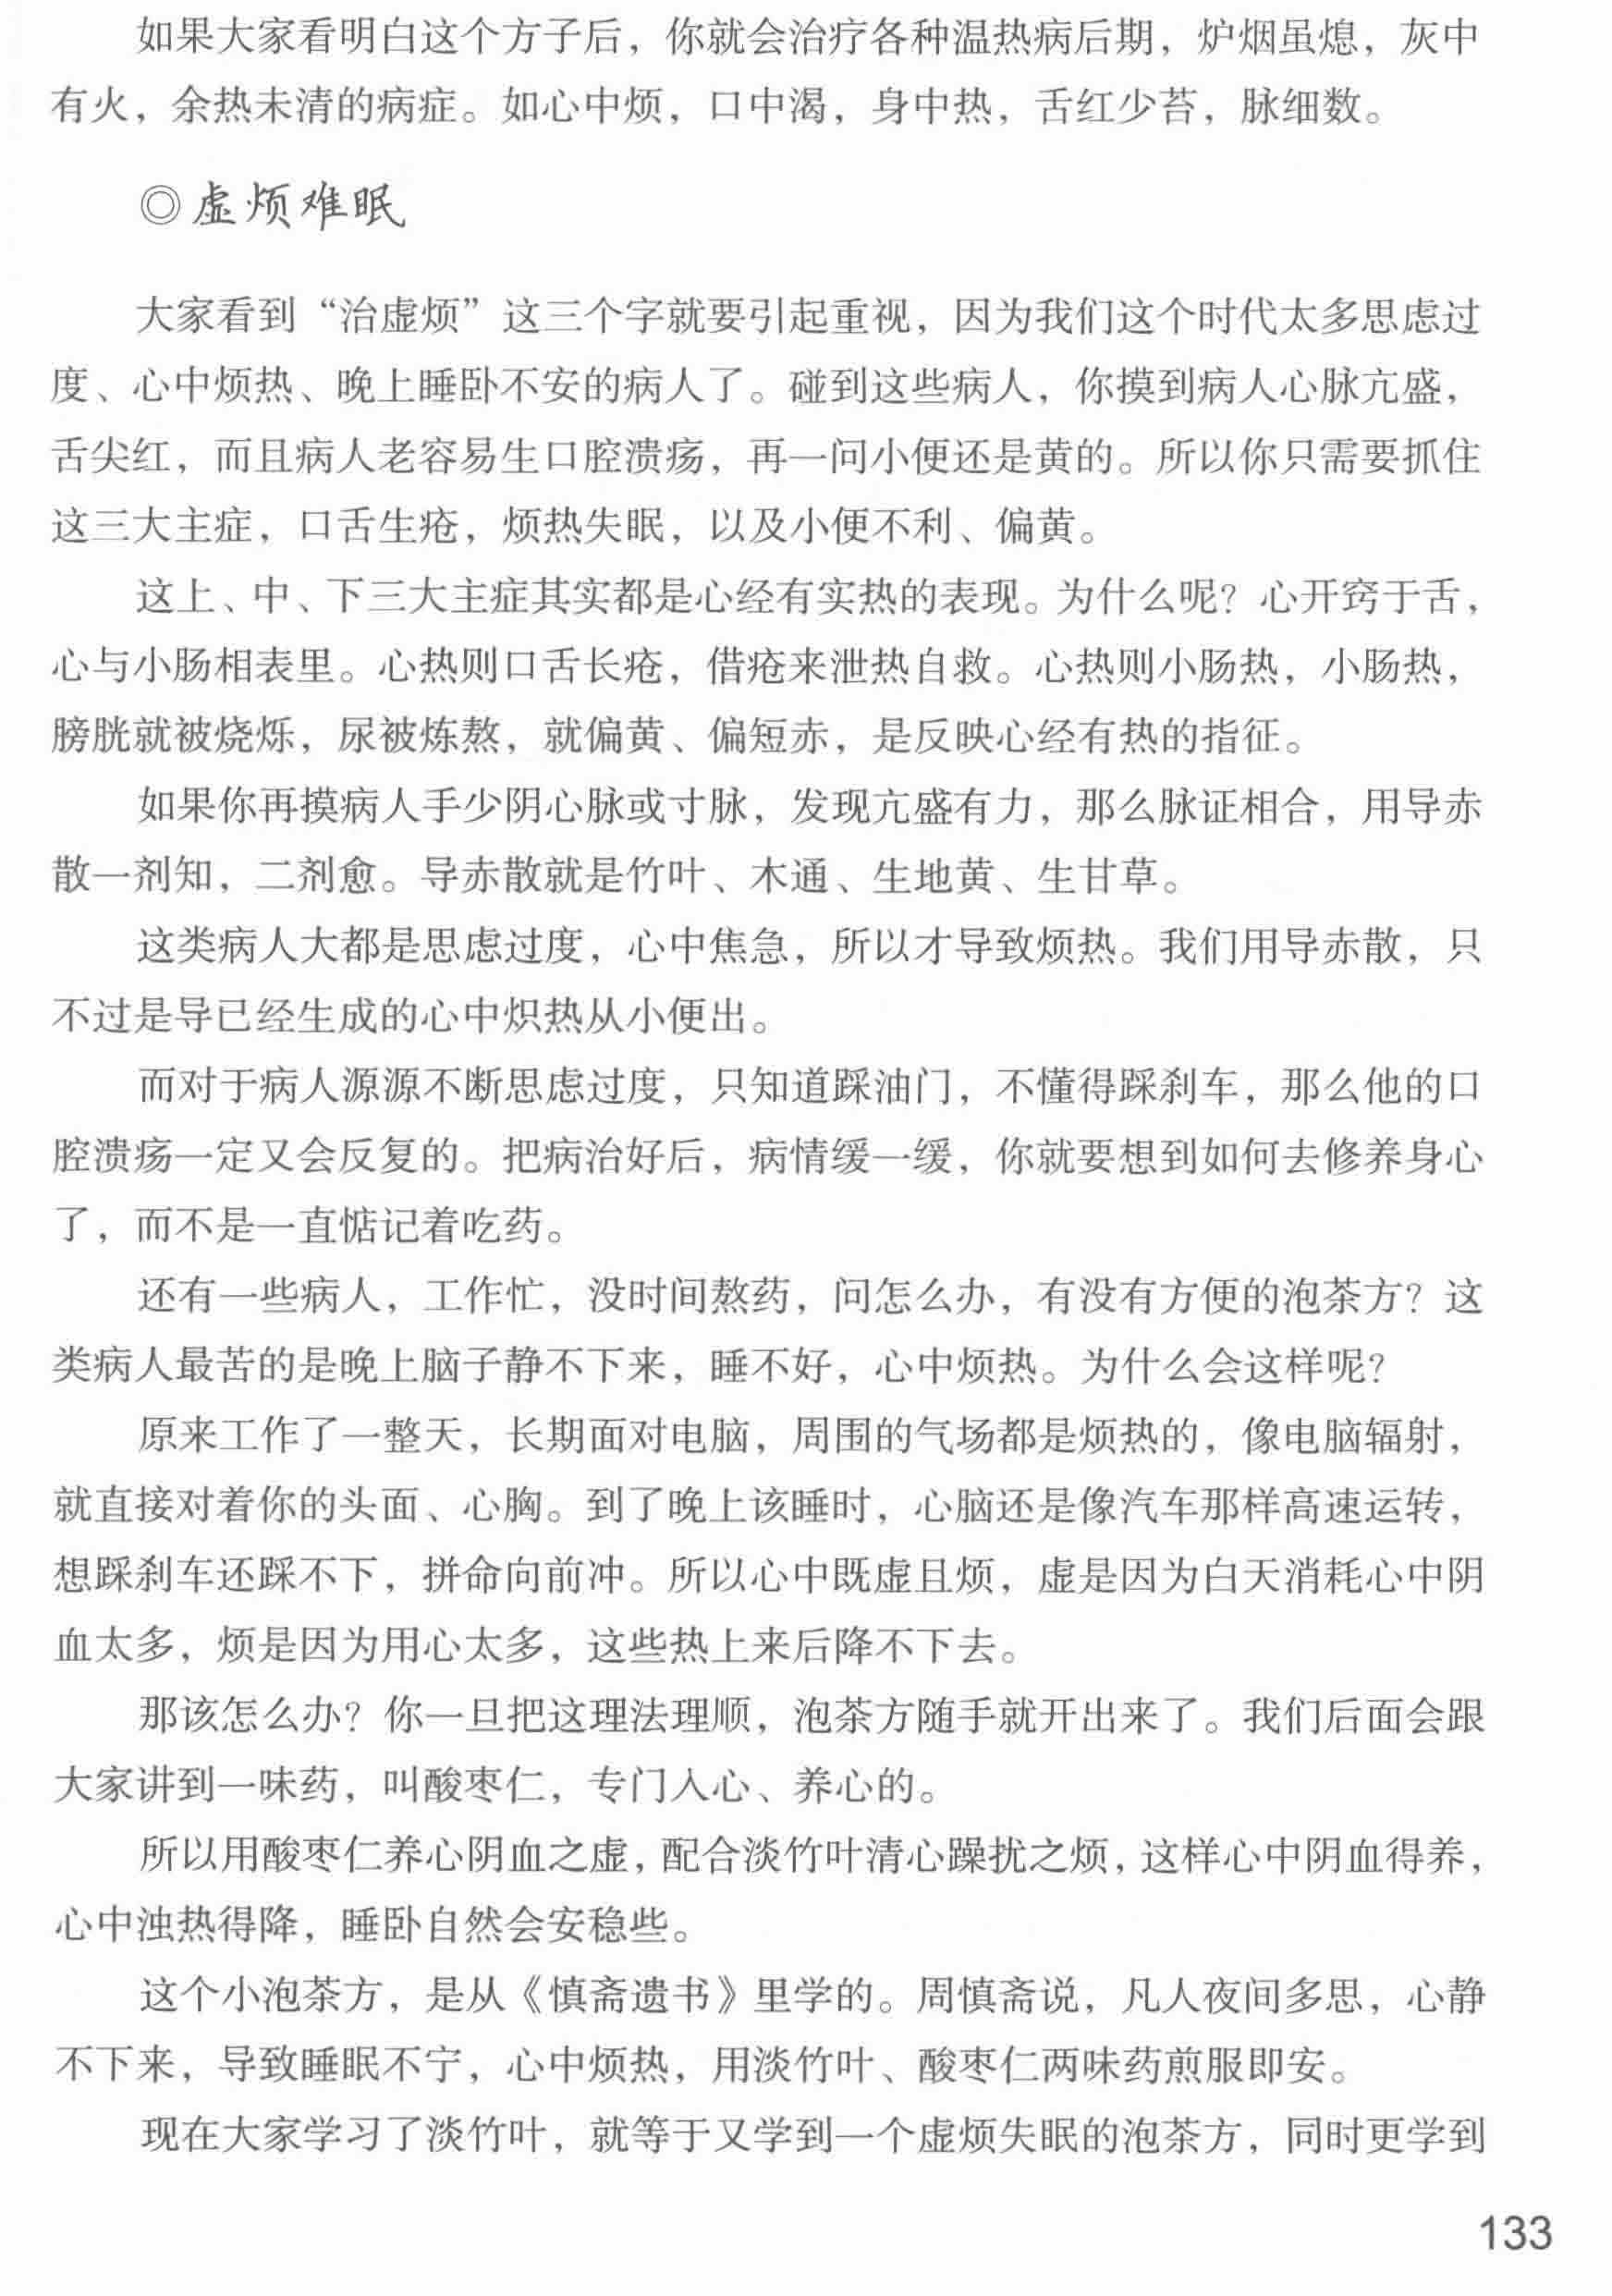 如果大家看明白这个方子后，你就会治疗各种温热病后期，炉烟虽熄，灰中
有火，余热未清的病症。如心中烦，口中渴，身中热，舌红少苔，脉细数。
◎虚烦难眠
大家看到“治虚烦”这三个字就要引起重视，因为我们这个时代太多思虑过
度、心中烦热、晚上睡卧不安的病人了。碰到这些病人，你摸到病人心脉亢盛，
舌尖红，而且病人老容易生口腔溃疡，再一问小便还是黄的。所以你只需要抓住
这三大主症，口舌生疮，烦热失眠，以及小便不利、偏黄。
这上、中、下三大主症其实都是心经有实热的表现。为什么呢？心开窍于舌，
心与小肠相表里。心热则口舌长疮，借疮来泄热自救。心热则小肠热，小肠热，
膀胱就被烧烁，尿被炼熬，就偏黄、偏短赤，是反映心经有热的指征。
如果你再摸病人手少阴心脉或寸脉，发现亢盛有力，那么脉证相合，用导赤
散一剂知，二剂愈。导赤散就是竹叶、木通、生地黄、生甘草。
这类病人大都是思虑过度，心中焦急，所以才导致烦热。我们用导赤散，只
不过是导已经生成的心中炽热从小便出。
而对于病人源源不断思虑过度，只知道踩油门，不懂得踩刹车，那么他的口
腔溃疡一定又会反复的。把病治好后，病情缓一缓，你就要想到如何去修养身心
了，而不是一直惦记着吃药。
还有一些病人，工作忙，没时间熬药，问怎么办，有没有方便的泡茶方？这
类病人最苦的是晚上脑子静不下来，睡不好，心中烦热。为什么会这样呢？
原来工作了一整天，长期面对电脑，周围的气场都是烦热的，像电脑辐射，
就直接对着你的头面、心胸。到了晚上该睡时，心脑还是像汽车那样高速运转，
想踩刹车还踩不下，拼命向前冲。所以心中既虚且烦，虚是因为白天消耗心中阴
血太多，烦是因为用心太多，这些热上来后降不下去。
那该怎么办？你一旦把这理法理顺，泡茶方随手就开出来了。我们后面会跟
大家讲到一味药，叫酸枣仁，专门入心、养心的。
所以用酸枣仁养心阴血之虚，配合淡竹叶清心躁扰之烦，这样心中阴血得养，
心中浊热得降，睡卧自然会安稳些。
这个小泡茶方，是从《慎斋遗书》里学的。周慎斋说，凡人夜间多思，心静
不下来，导致睡眠不宁，心中烦热，用淡竹叶、酸枣仁两味药煎服即安。
现在大家学习了淡竹叶，就等于又学到一个虚烦失眠的泡茶方，同时更学到
133